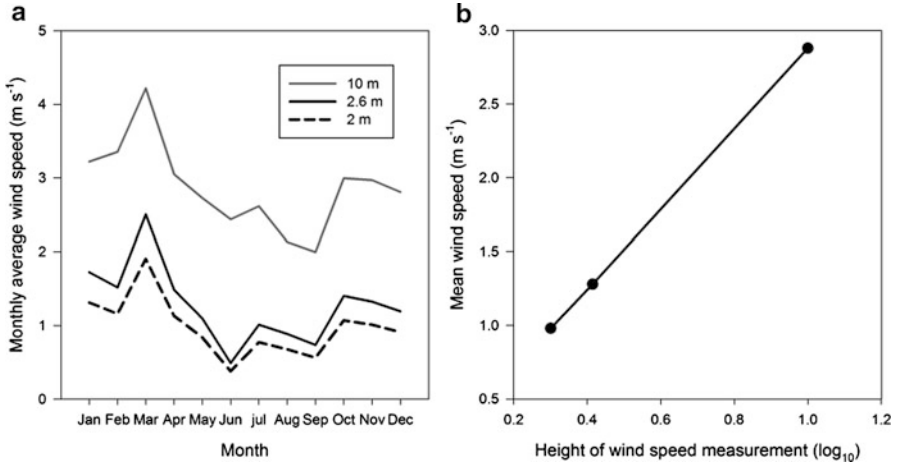 a
5
4
3
2
1
0
Monthly average wind speed (m s⁻¹)
10 m
2.6 m
2 m
Jan Feb Mar Apr May Jun jul Aug Sep Oct Nov Dec
Month
b
3.0
2.5
2.0
1.5
1.0
0.5
Mean wind speed (m s⁻¹)
0.2 0.4 0.6 0.8 1.0 1.2
Height of wind speed measurement (log₁₀)